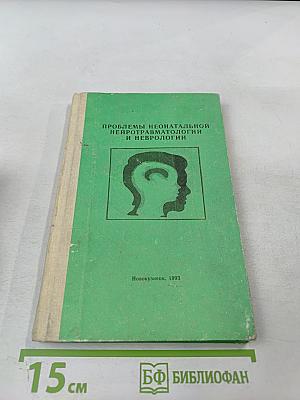 ПРОБЛЕМЫ НЕОНАТАЛЬНОЙ
НЕЙРОТРАВМАТОЛОГИИ
И НЕВРОЛОГИИ
Новокузнецк, 1993
15 см
БФ БИБЛИОФАН